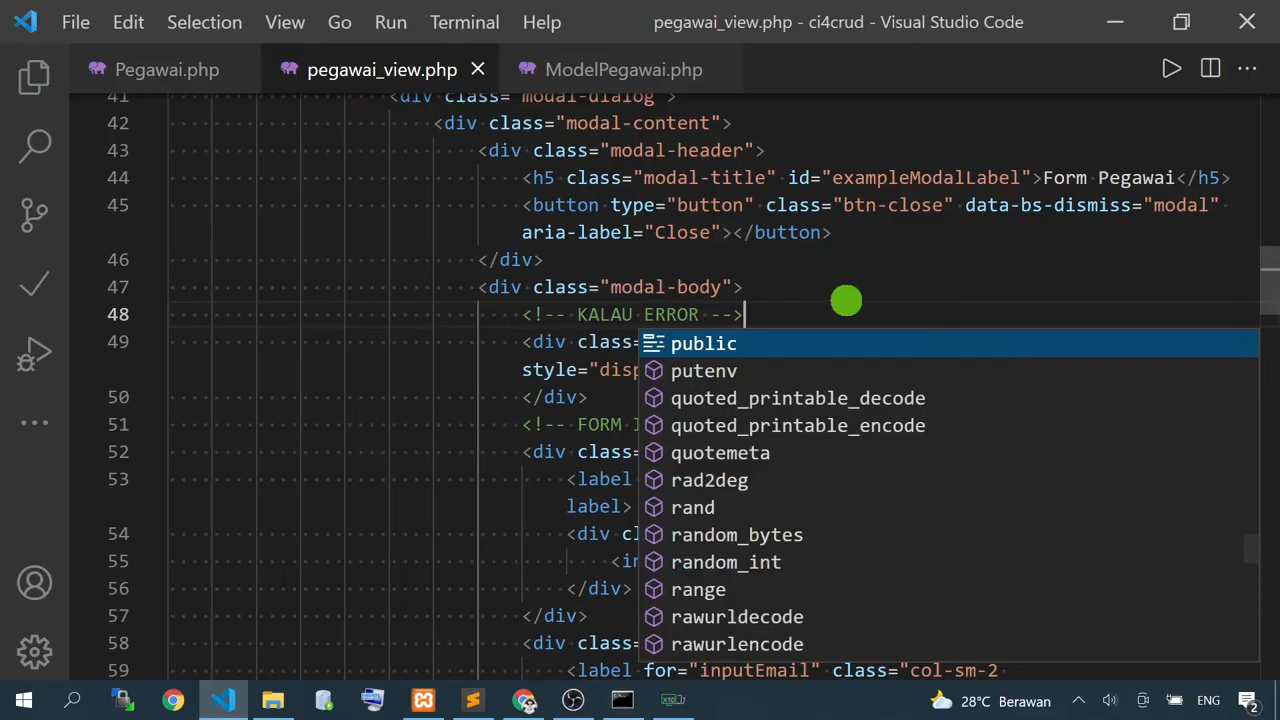 File Edit Selection View Go Run Terminal Help pegawai_view.php - ci4crud - Visual Studio Code
Pegawai.php pegawai_view.php ModelPegawai.php
41 <div class="modal-dialog">
42 <div class="modal-content">
43 <div class="modal-header">
44 <h5 class="modal-title" id="exampleModalLabel">Form Pegawai</h5>
45 <button type="button" class="btn-close" data-bs-dismiss="modal"
aria-label="Close"></button>
46 </div>
47 <div class="modal-body">
48 <!-- KALAU ERROR -->
49 <div class=
public
style="disp
putenv
50 </div>
quoted_printable_decode
51 <!-- FORM I
quoted_printable_encode
52 <div class=
quotemeta
53 <label
rad2deg
label>
rand
54 <div cl
random_bytes
55 <in
random_int
56 </div>
range
57 </div>
rawurldecode
58 <div class=
rawurlencode
59 <label for="inputEmail" class="col-sm-2
28°C Berawan ENG 2